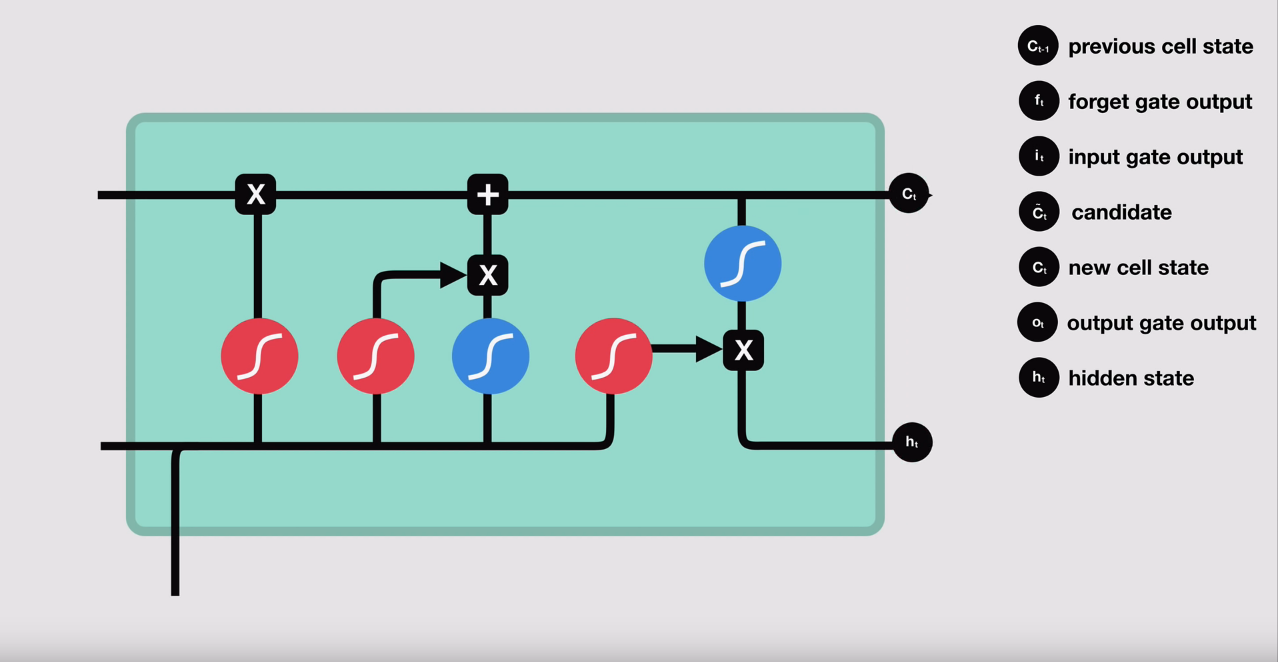 X
+
X
X
Cₜ
hₜ
Cₜ₋₁ previous cell state
fₜ forget gate output
iₜ input gate output
C̃ₜ candidate
Cₜ new cell state
oₜ output gate output
hₜ hidden state